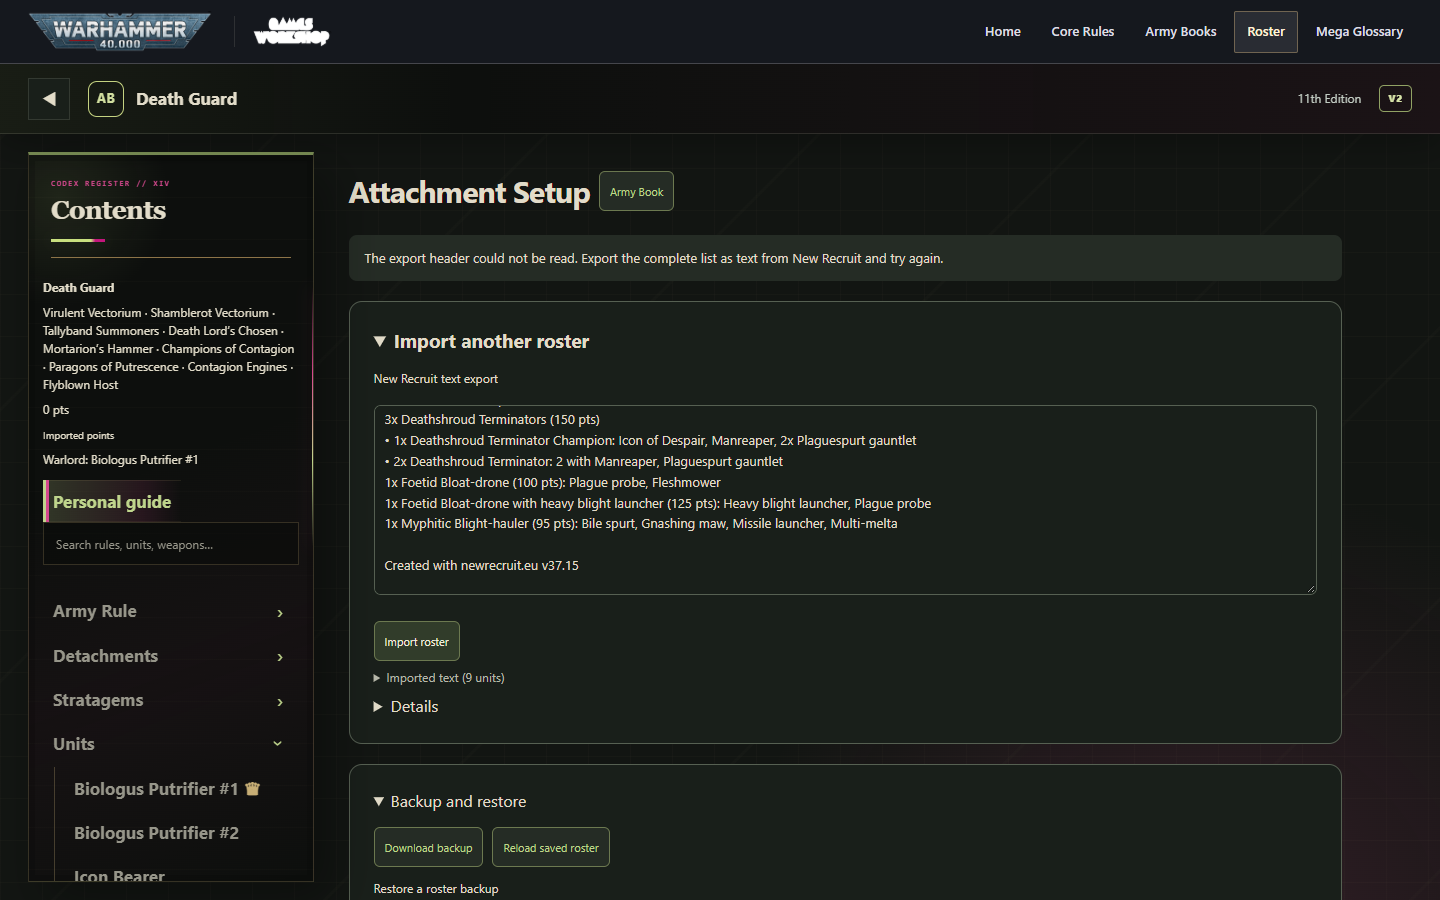 WARHAMMER
40,000
GAMES
WORKSHOP
Home
Core Rules
Army Books
Roster
Mega Glossary
◀
AB
Death Guard
11th Edition
V2
CODEX REGISTER // XIV
Contents
Death Guard
Virulent Vectorium · Shamblerot Vectorium ·
Tallyband Summoners · Death Lord's Chosen ·
Mortarion's Hammer · Champions of Contagion
· Paragons of Putrescence · Contagion Engines ·
Flyblown Host
0 pts
Imported points
Warlord: Biologus Putrifier #1
Personal guide
Search rules, units, weapons...
Army Rule
Detachments
Stratagems
Units
Biologus Putrifier #1
Biologus Putrifier #2
Icon Bearer
Attachment Setup
Army Book
The export header could not be read. Export the complete list as text from New Recruit and try again.
▼ Import another roster
New Recruit text export
3x Deathshroud Terminators (150 pts)
• 1x Deathshroud Terminator Champion: Icon of Despair, Manreaper, 2x Plaguespurt gauntlet
• 2x Deathshroud Terminator: 2 with Manreaper, Plaguespurt gauntlet
1x Foetid Bloat-drone (100 pts): Plague probe, Fleshmower
1x Foetid Bloat-drone with heavy blight launcher (125 pts): Heavy blight launcher, Plague probe
1x Myphitic Blight-hauler (95 pts): Bile spurt, Gnashing maw, Missile launcher, Multi-melta
Created with newrecruit.eu v37.15
Import roster
▶ Imported text (9 units)
▶ Details
▼ Backup and restore
Download backup
Reload saved roster
Restore a roster backup